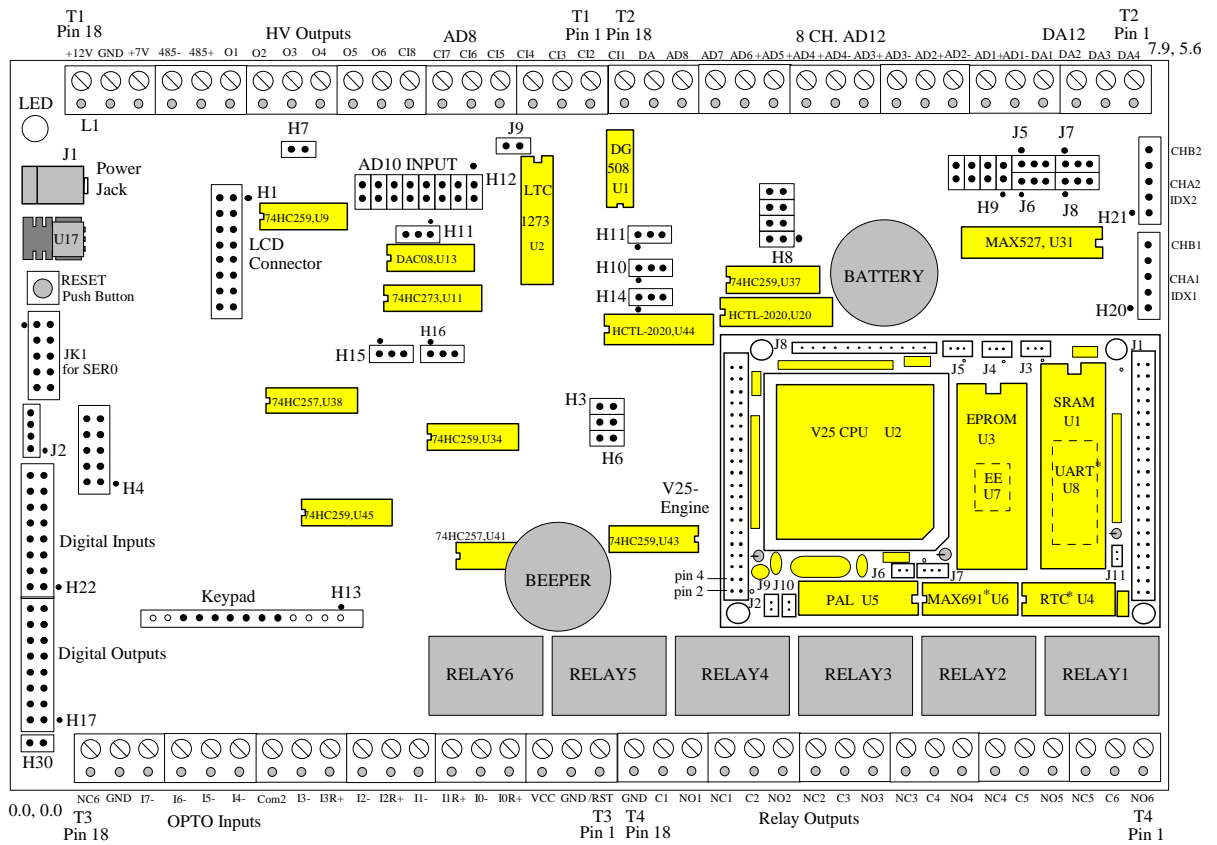 T1
Pin 18
HV Outputs
AD8
T1
Pin 1
T2
Pin 18
8 CH. AD12
DA12
T2
Pin 1
+12V GND +7V 485- 485+ O1 O2 O3 O4 O5 O6 CI8 CI7 CI6 CI5 CI4 CI3 CI2 CI1 DA AD8 AD7 AD6+ AD5+ AD4+ AD4- AD3+ AD3- AD2+ AD2- AD1+ AD1- DA1 DA2 DA3 DA4
7.9, 5.6
LED
L1
H7
J9
J5
J7
J1
Power
Jack
AD10 INPUT
H12
LTC
1273
U2
DG
508
U1
CHB2
CHA2
IDX2
H21
H1
74HC259,U9
H9
J6
J8
U17
LCD
Connector
H11
DAC08,U13
H11
H8
MAX527, U31
CHB1
CHA1
IDX1
H20
RESET
Push Button
74HC273,U11
H10
H14
74HC259,U37
BATTERY
HCTL-2020,U44
HCTL-2020,U20
JK1
for SER0
H15
H16
J8
J5
J4
J3
J1
74HC257,U38
H3
H6
V25 CPU U2
EPROM
U3
SRAM
U1
J2
74HC259,U34
EE
U7
UART*
U8
H4
74HC259,U45
V25-
Engine
Digital Inputs
74HC257,U41
74HC259,U43
BEEPER
pin 4
pin 2
J9
J10
J6
J7
J11
J2
H22
Keypad
H13
PAL U5
MAX691* U6
RTC* U4
Digital Outputs
RELAY6
RELAY5
RELAY4
RELAY3
RELAY2
RELAY1
H17
H30
0.0, 0.0
NC6 GND I7- I6- I5- I4- Com2 I3- I3R+ I2- I2R+ I1- I1R+ I0- I0R+ VCC GND /RST GND C1 NO1 NC1 C2 NO2 NC2 C3 NO3 NC3 C4 NO4 NC4 C5 NO5 NC5 C6 NO6
T3
Pin 18
OPTO Inputs
T3
Pin 1
T4
Pin 18
Relay Outputs
T4
Pin 1